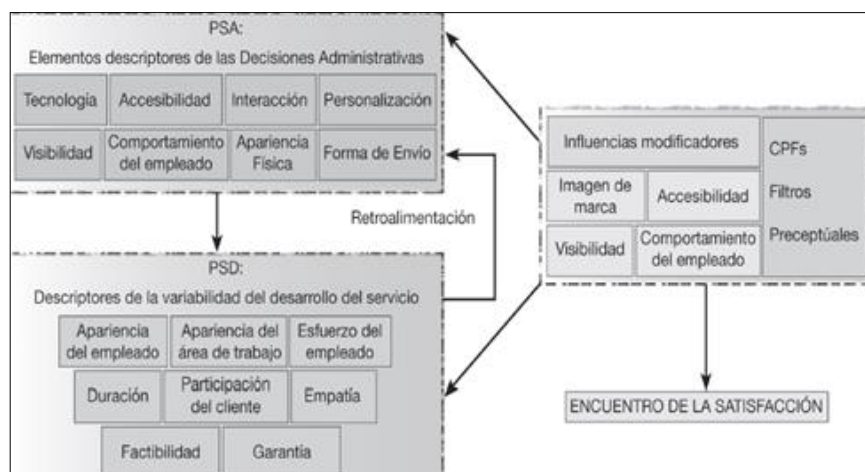 PSA:
Elementos descriptores de las Decisiones Administrativas
Tecnología
Accesibilidad
Interacción
Personalización
Visibilidad
Comportamiento
del empleado
Apariencia
Física
Forma de Envío
Retroalimentación
PSD:
Descriptores de la variabilidad del desarrollo del servicio
Apariencia
del empleado
Apariencia del
área de trabajo
Esfuerzo del
empleado
Duración
Participación
del cliente
Empatía
Factibilidad
Garantía
Influencias modificadores
Imagen de
marca
Accesibilidad
Visibilidad
Comportamiento
del empleado
CPFs
Filtros
Preceptúales
ENCUENTRO DE LA SATISFACCIÓN